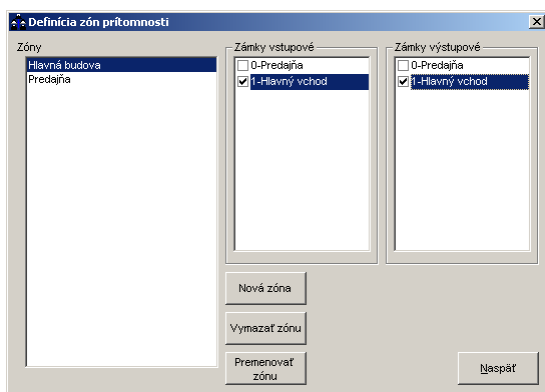 Definícia zón prítomnosti
Zóny
Hlavná budova
Predajňa
Zámky vstupové
0-Predajňa
1-Hlavný vchod
Zámky výstupové
0-Predajňa
1-Hlavný vchod
Nová zóna
Vymazať zónu
Premenovať
zónu
Naspäť